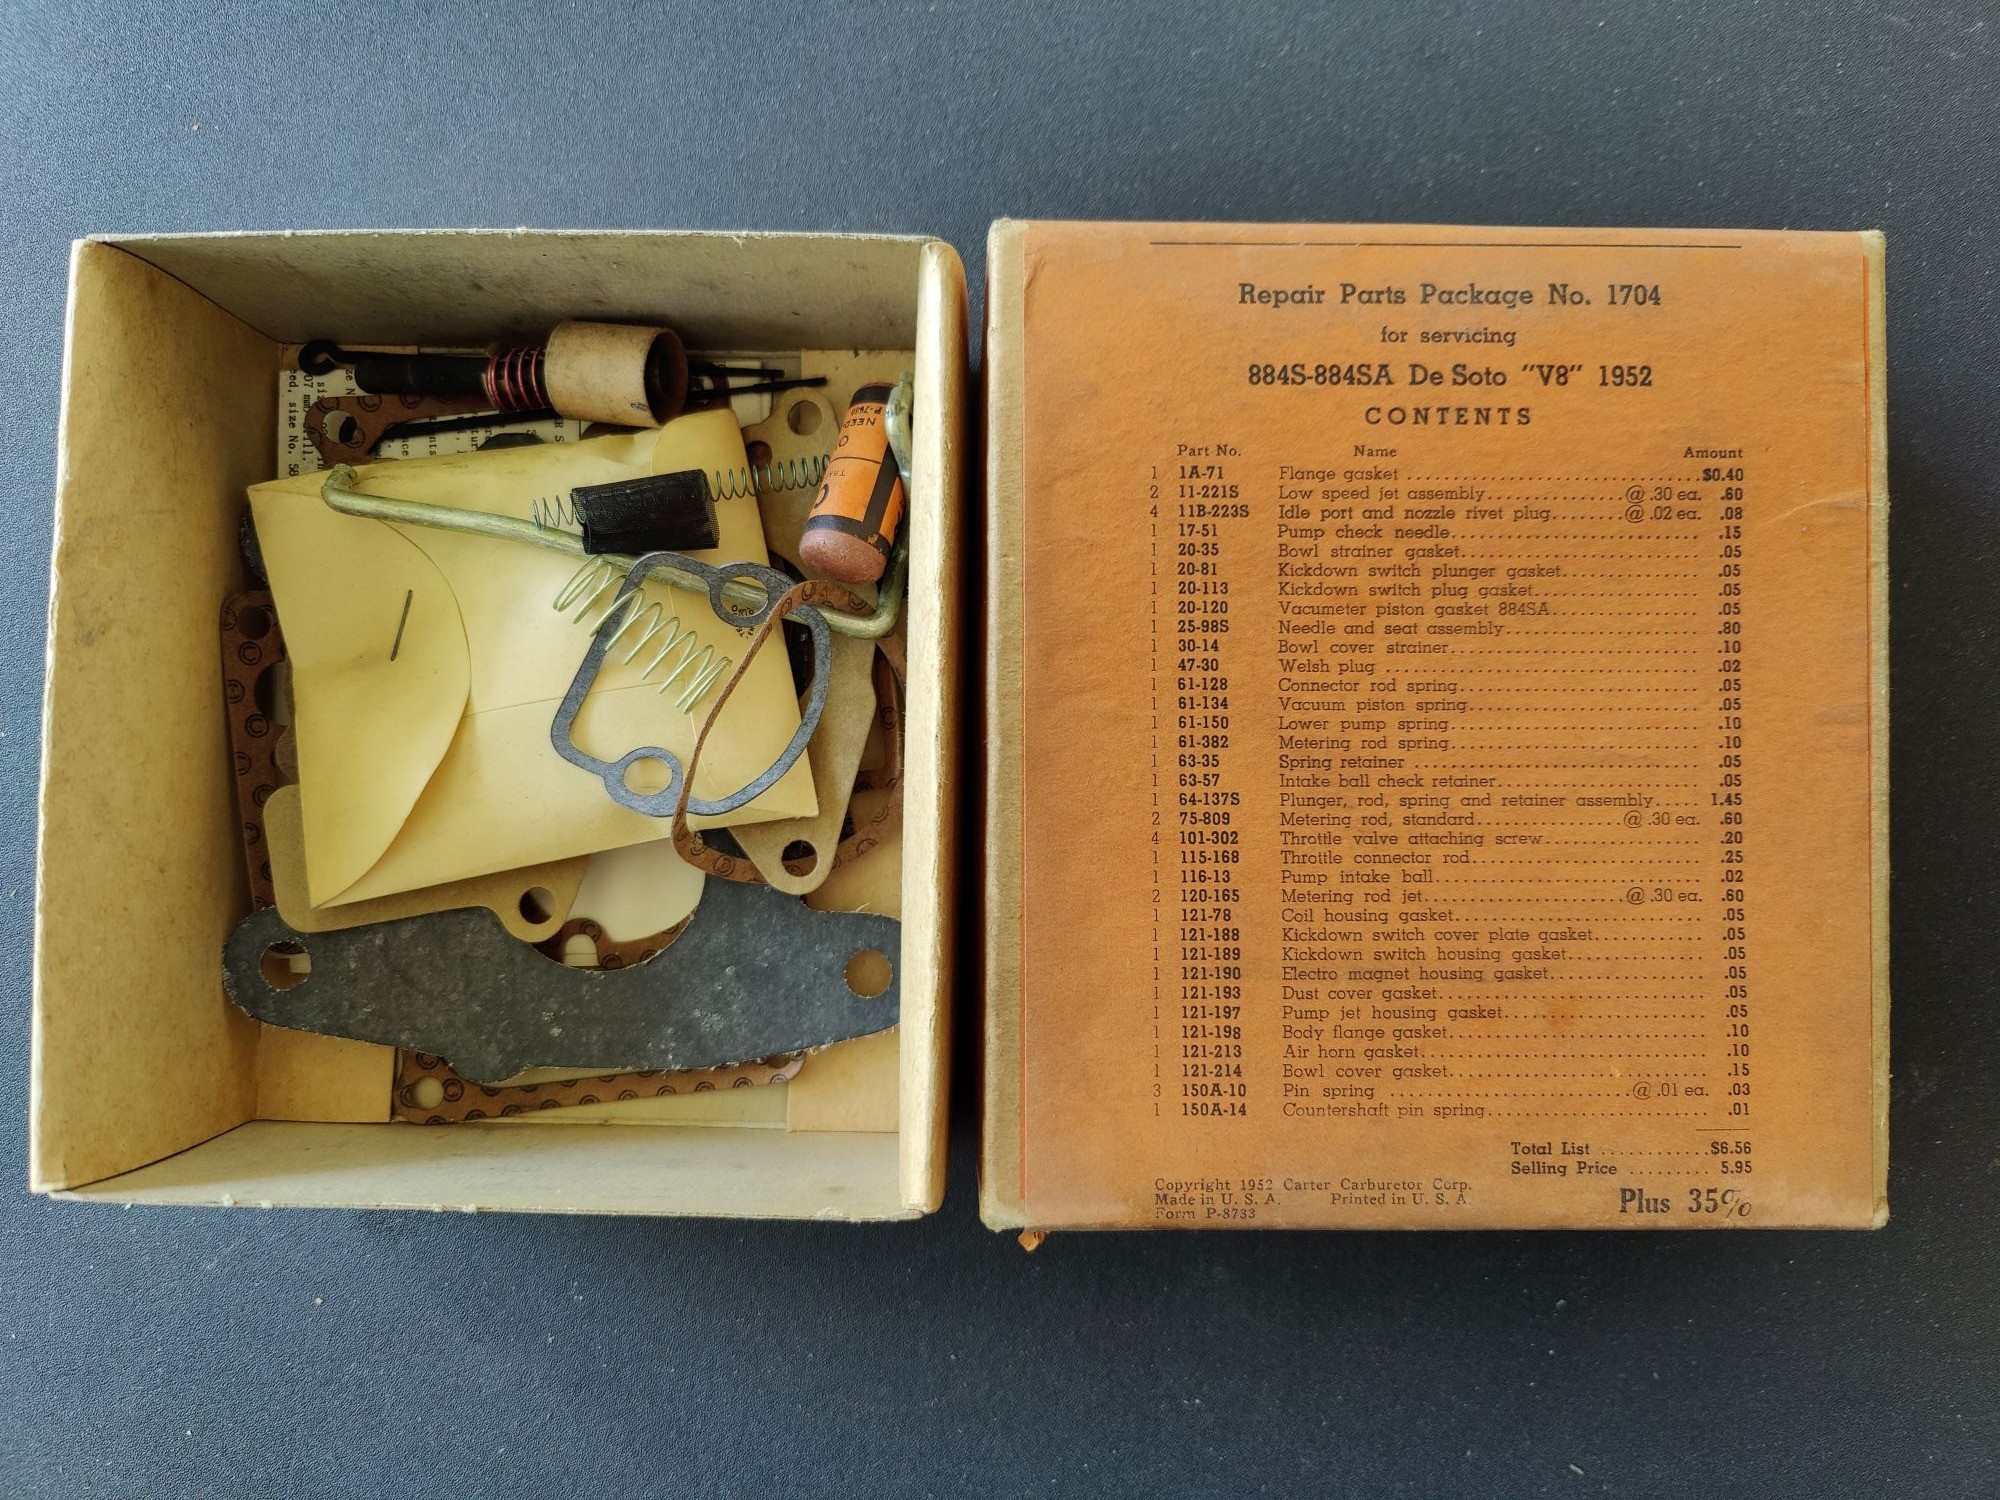 Repair Parts Package No. 1704
for servicing
884S-884SA De Soto "V8" 1952
CONTENTS
Part No. Name Amount
1 1A-71 Flange gasket ................................$0.40
2 11-221S Low speed jet assembly...............@ .30 ea. .60
4 11B-223S Idle port and nozzle rivet plug........@ .02 ea. .08
1 17-51 Pump check needle........................... .15
1 20-35 Bowl strainer gasket.......................... .05
1 20-81 Kickdown switch plunger gasket............... .05
1 20-113 Kickdown switch plug gasket.................. .05
1 20-120 Vacumeter piston gasket 884SA................ .05
1 25-98S Needle and seat assembly..................... .80
1 30-14 Bowl cover strainer........................... .10
1 47-30 Welsh plug ................................... .02
1 61-128 Connector rod spring.......................... .05
1 61-134 Vacuum piston spring......................... .05
1 61-150 Lower pump spring........................... .10
1 61-382 Metering rod spring........................... .10
1 63-35 Spring retainer ............................... .05
1 63-57 Intake ball check retainer..................... .05
1 64-137S Plunger, rod, spring and retainer assembly..... 1.45
2 75-809 Metering rod, standard................@ .30 ea. .60
4 101-302 Throttle valve attaching screw................. .20
1 115-168 Throttle connector rod......................... .25
1 116-13 Pump intake ball.............................. .02
2 120-165 Metering rod jet.......................@ .30 ea. .60
1 121-78 Coil housing gasket........................... .05
1 121-188 Kickdown switch cover plate gasket............ .05
1 121-189 Kickdown switch housing gasket............... .05
1 121-190 Electro magnet housing gasket................. .05
1 121-193 Dust cover gasket............................. .05
1 121-197 Pump jet housing gasket...................... .05
1 121-198 Body flange gasket............................ .10
1 121-213 Air horn gasket............................... .10
1 121-214 Bowl cover gasket............................ .15
3 150A-10 Pin spring ...........................@ .01 ea. .03
1 150A-14 Countershaft pin spring........................ .01
Total List ............$6.56
Selling Price ......... 5.95
Copyright 1952 Carter Carburetor Corp.
Made in U. S. A. Printed in U. S. A.
Form P-8733
Plus 35%